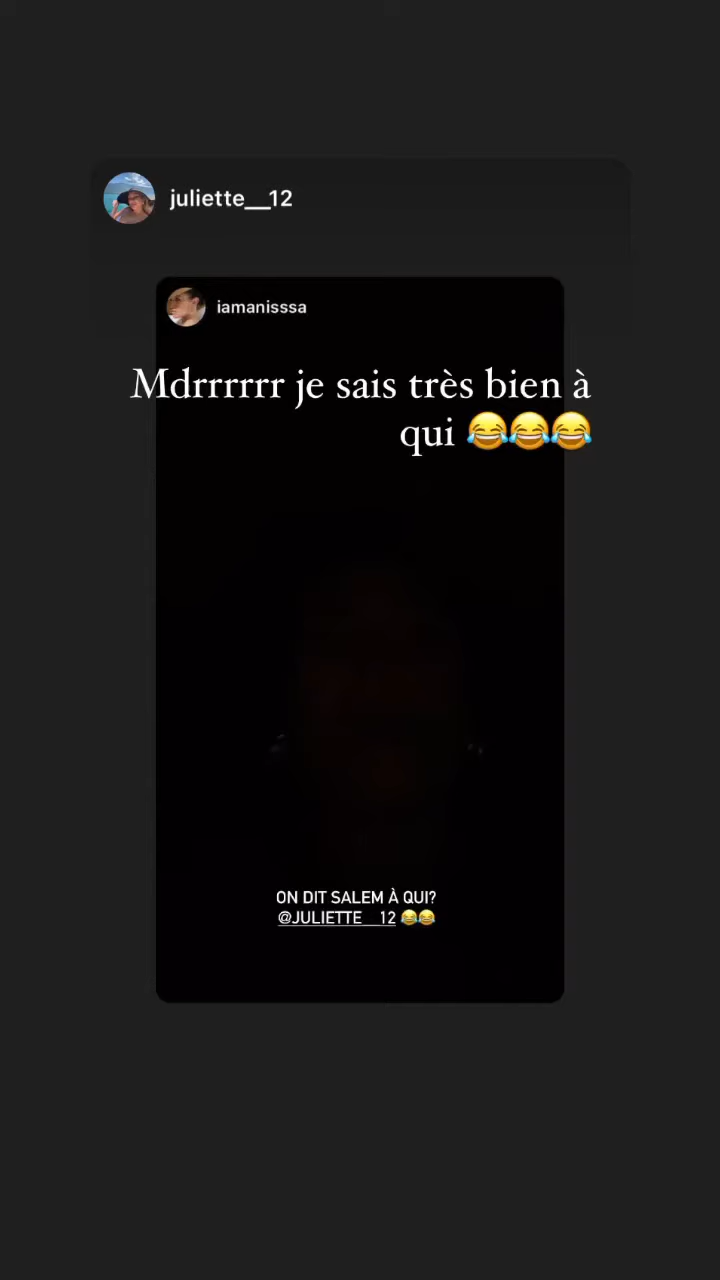 juliette__12
iamanisssa
Mdrrrrrr je sais très bien à
qui 😂😂😂
ON DIT SALEM À QUI?
@JULIETTE__12 😂😂